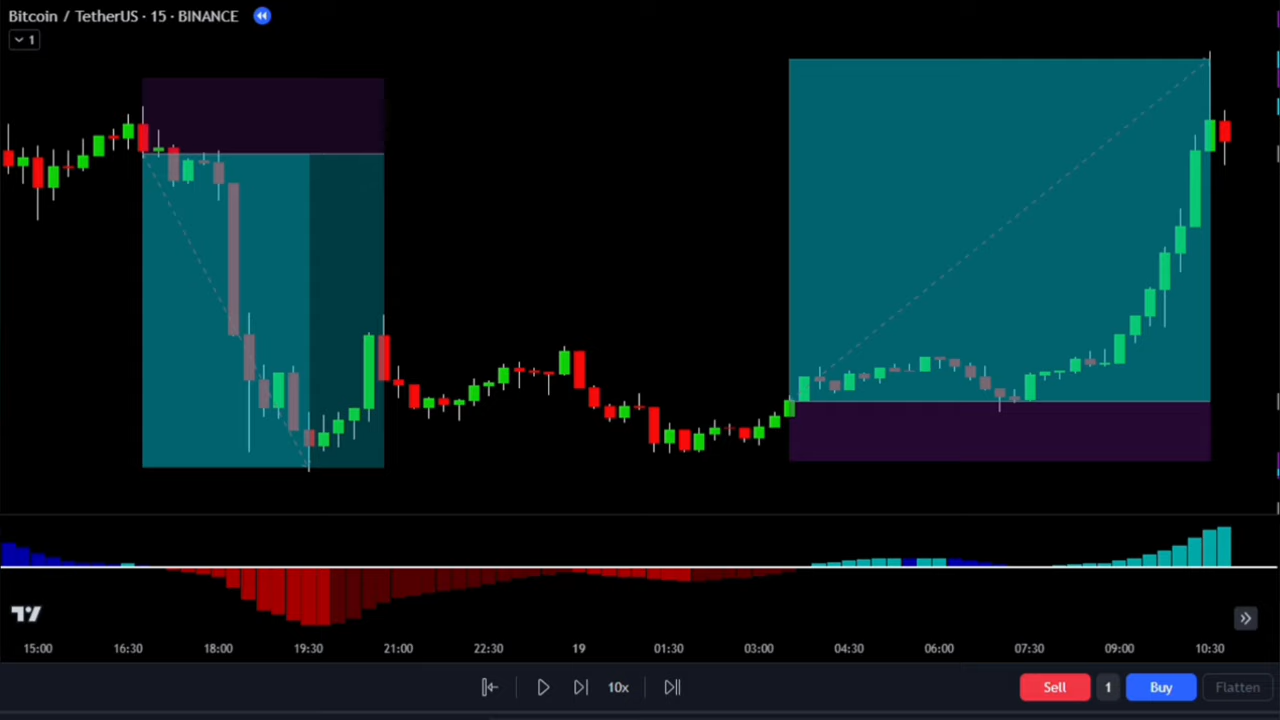 Bitcoin / TetherUS · 15 · BINANCE
1
15:00 16:30 18:00 19:30 21:00 22:30 19 01:30 03:00 04:30 06:00 07:30 09:00 10:30
10x Sell 1 Buy Flatten